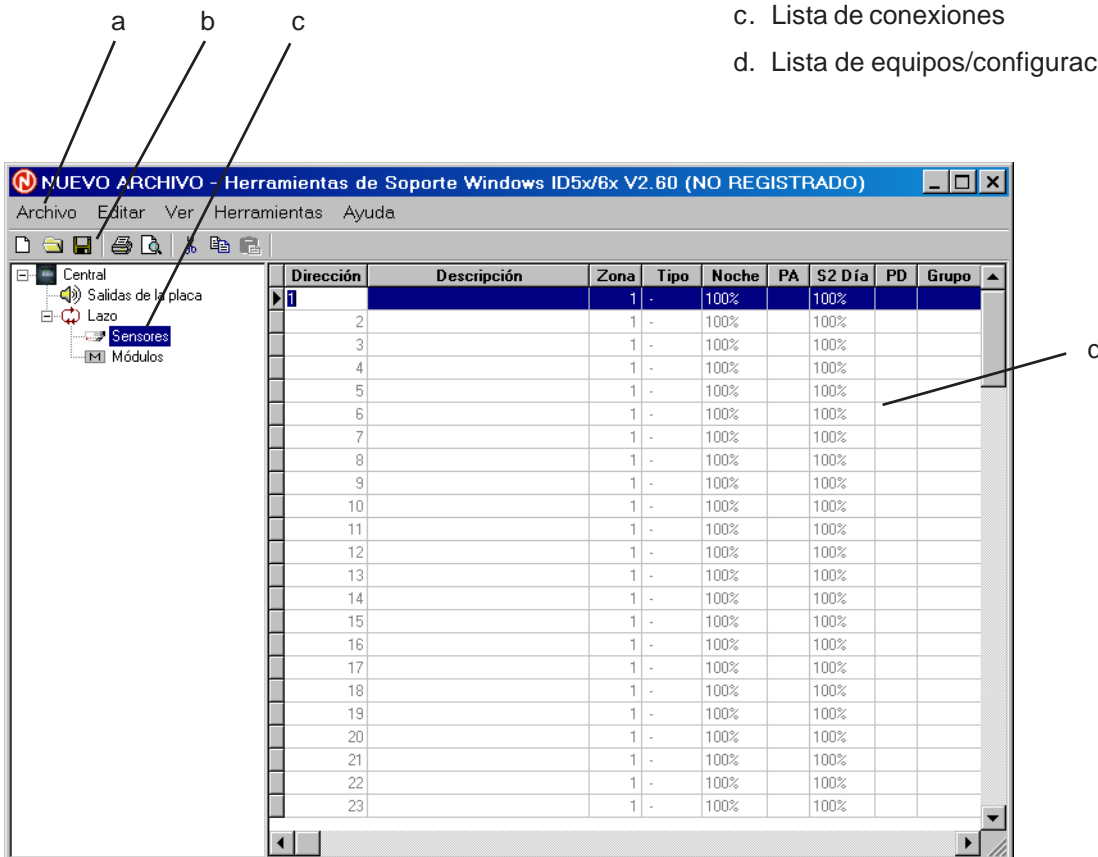 a b c
c. Lista de conexiones
d. Lista de equipos/configurac
NUEVO ARCHIVO - Herramientas de Soporte Windows ID5x/6x V2.60 (NO REGISTRADO)
Archivo Editar Ver Herramientas Ayuda
Central
Salidas de la placa
Lazo
Sensores
M Módulos
Dirección Descripción Zona Tipo Noche PA S2 Día PD Grupo
1 1 - 100% 100%
2 1 - 100% 100%
3 1 - 100% 100%
4 1 - 100% 100%
5 1 - 100% 100%
6 1 - 100% 100%
7 1 - 100% 100%
8 1 - 100% 100%
9 1 - 100% 100%
10 1 - 100% 100%
11 1 - 100% 100%
12 1 - 100% 100%
13 1 - 100% 100%
14 1 - 100% 100%
15 1 - 100% 100%
16 1 - 100% 100%
17 1 - 100% 100%
18 1 - 100% 100%
19 1 - 100% 100%
20 1 - 100% 100%
21 1 - 100% 100%
22 1 - 100% 100%
23 1 - 100% 100%
d